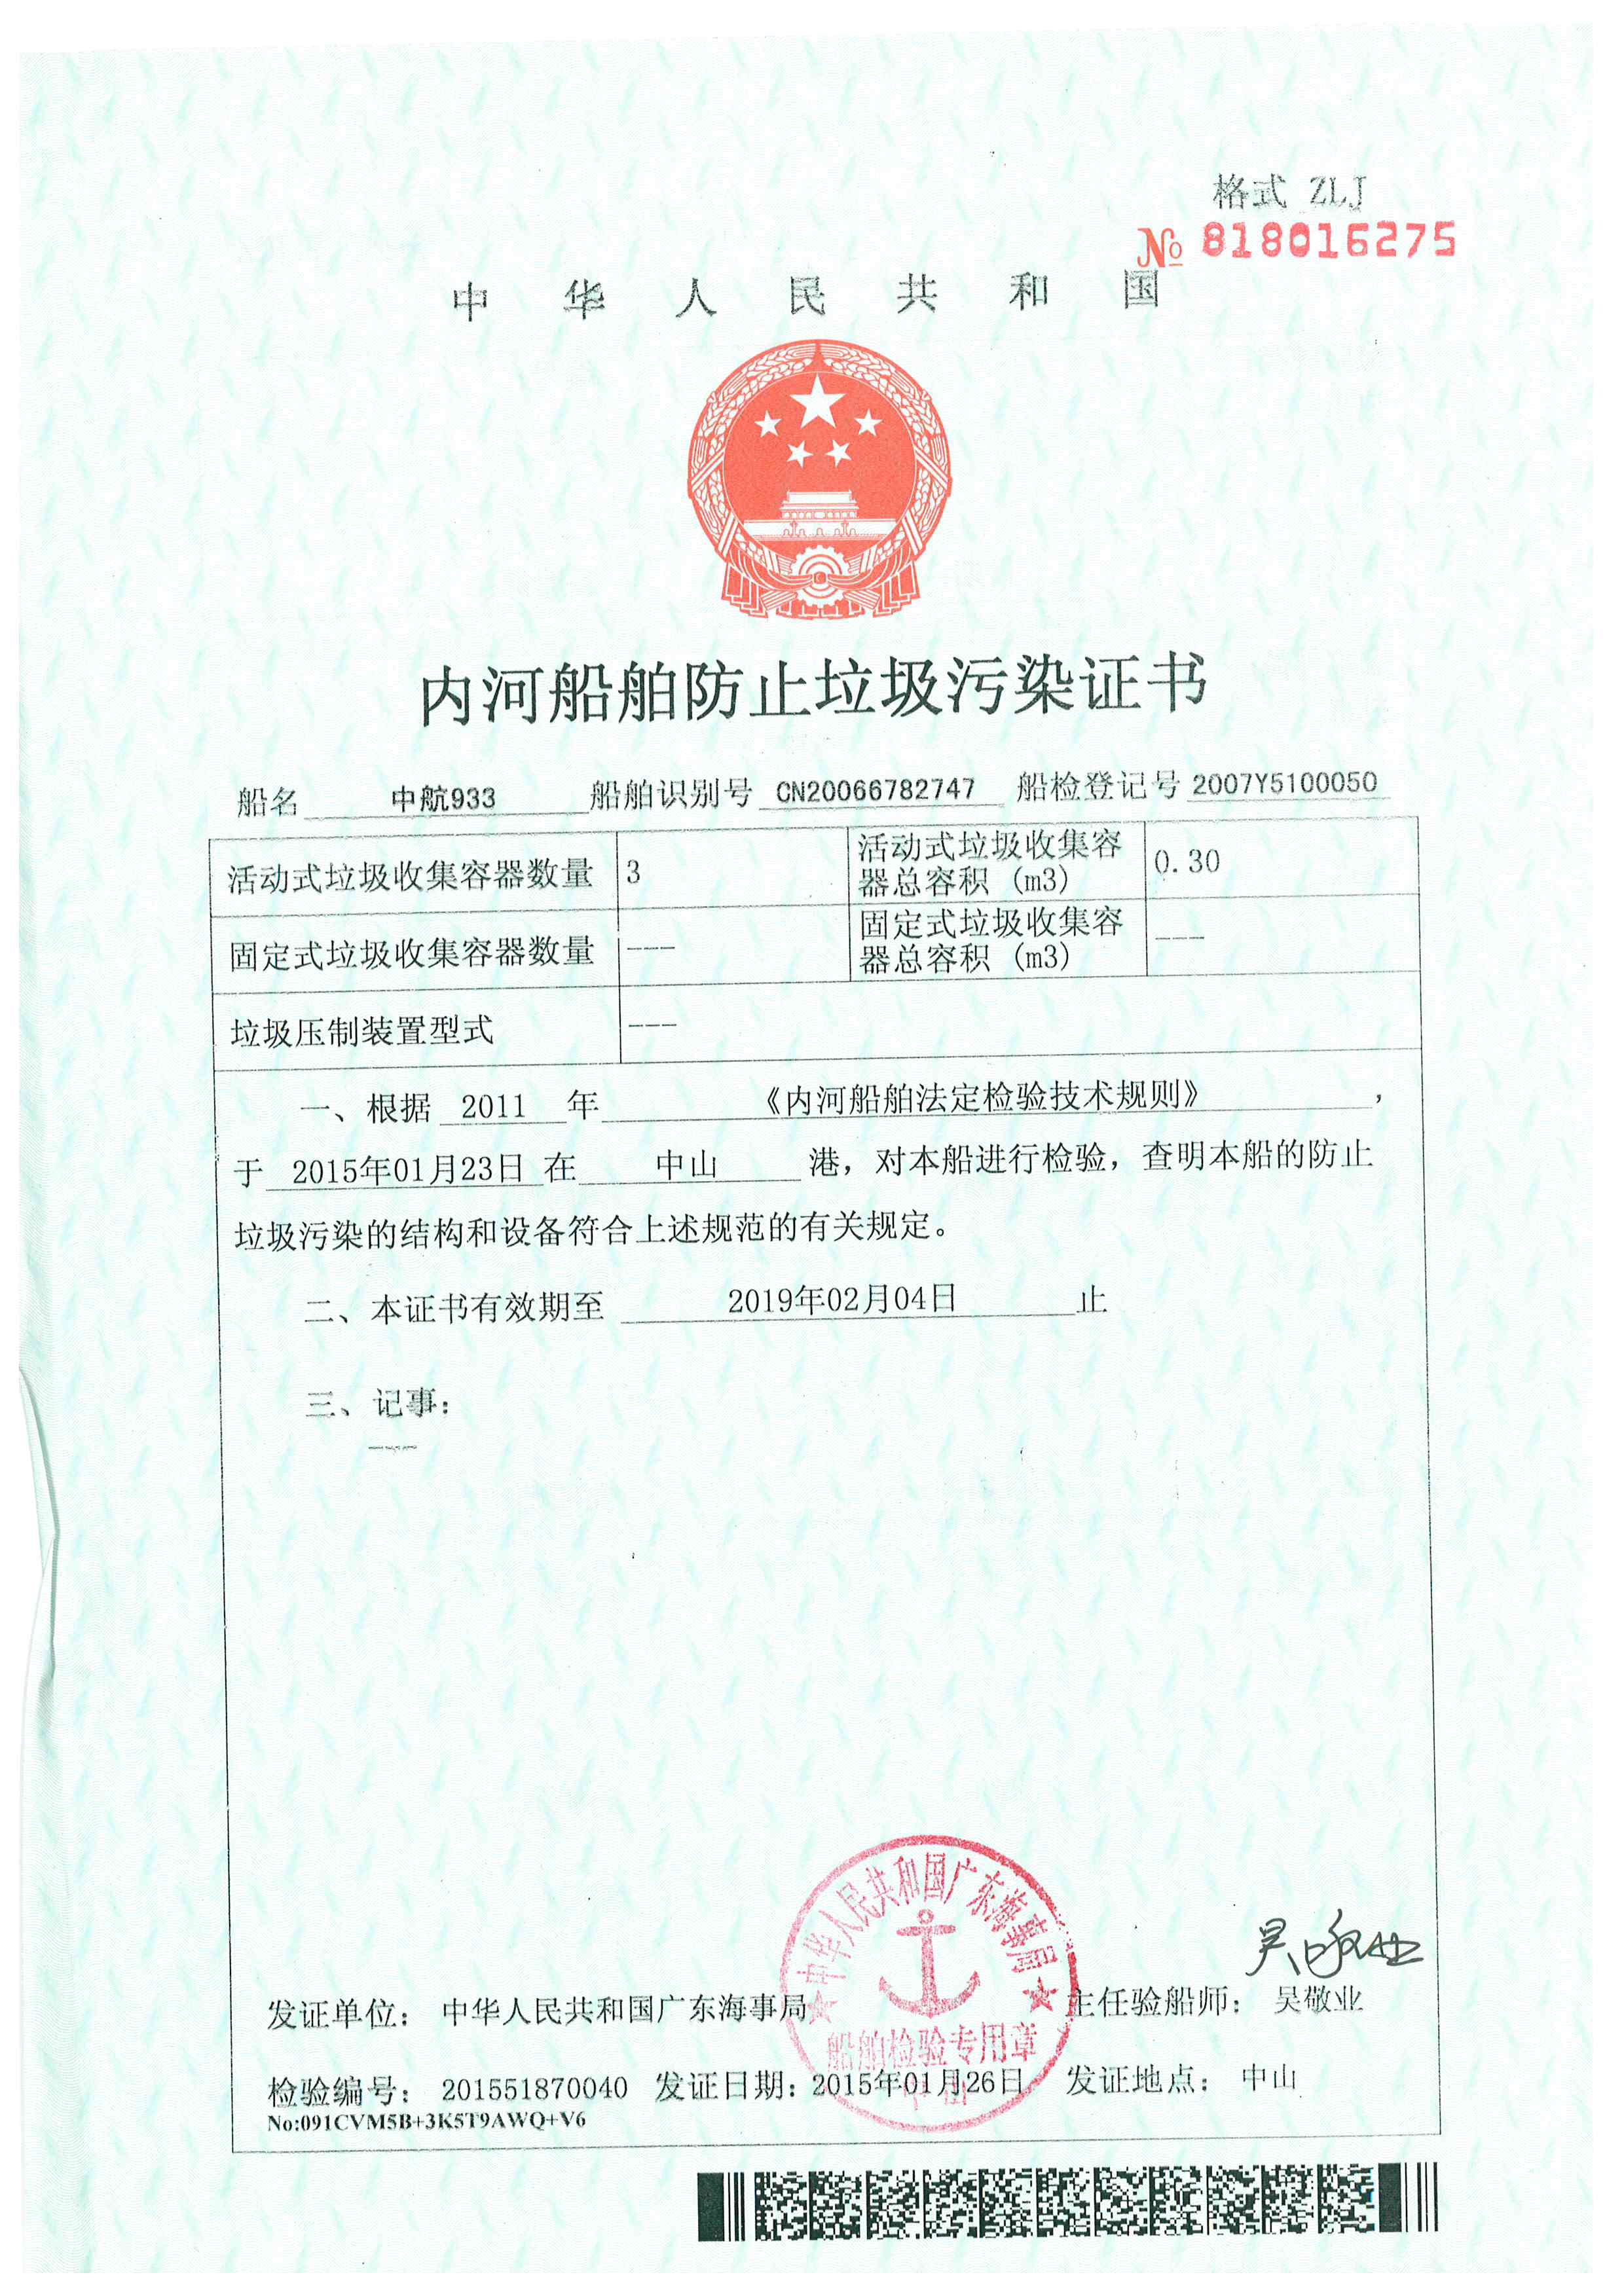 格式 ZLJ
№ 818016275
中华人民共和国
内河船舶防止垃圾污染证书
船名 中航933 船舶识别号 CN20066782747 船检登记号 2007Y5100050
活动式垃圾收集容器数量 3 活动式垃圾收集容
器总容积 (m3) 0.30
固定式垃圾收集容器数量 --- 固定式垃圾收集容
器总容积 (m3) ---
垃圾压制装置型式 ---
一、根据 2011 年 《内河船舶法定检验技术规则》 ,
于 2015年01月23日 在 中山 港，对本船进行检验，查明本船的防止
垃圾污染的结构和设备符合上述规范的有关规定。
二、本证书有效期至 2019年02月04日 止
三、记事：
---
中华人民共和国广东海事局
船舶检验专用章
中山
吴敬业
发证单位： 中华人民共和国广东海事局 主任验船师： 吴敬业
检验编号： 201551870040 发证日期：2015年01月26日 发证地点： 中山
No:091CVM5B+3K5T9AWQ+V6